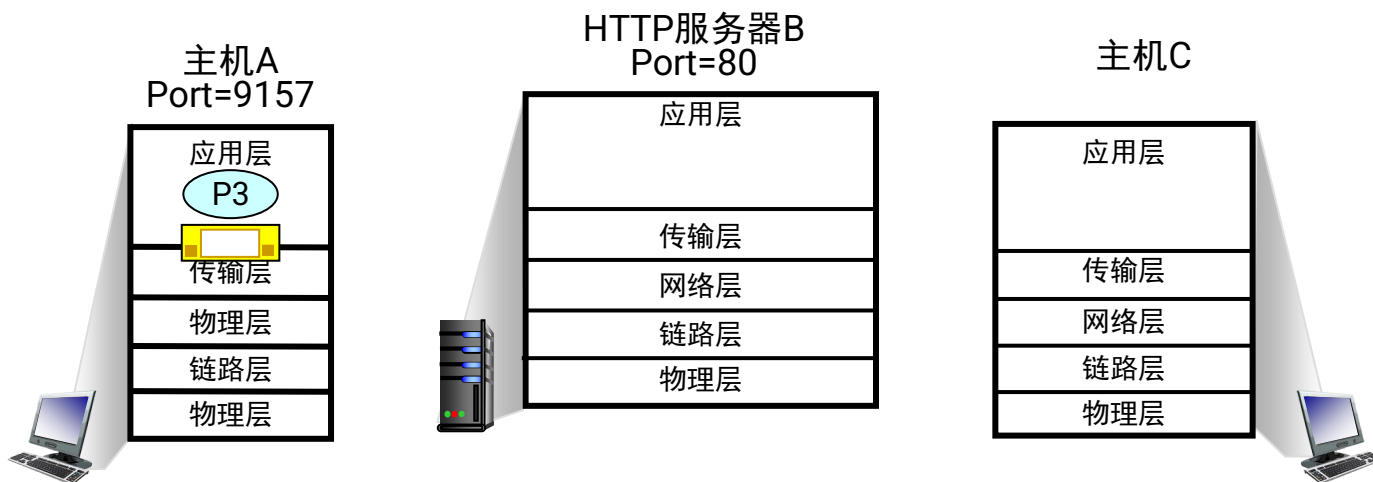 主机A
Port=9157
应用层
P3
传输层
物理层
链路层
物理层
HTTP服务器B
Port=80
应用层
传输层
网络层
链路层
物理层
主机C
应用层
传输层
网络层
链路层
物理层